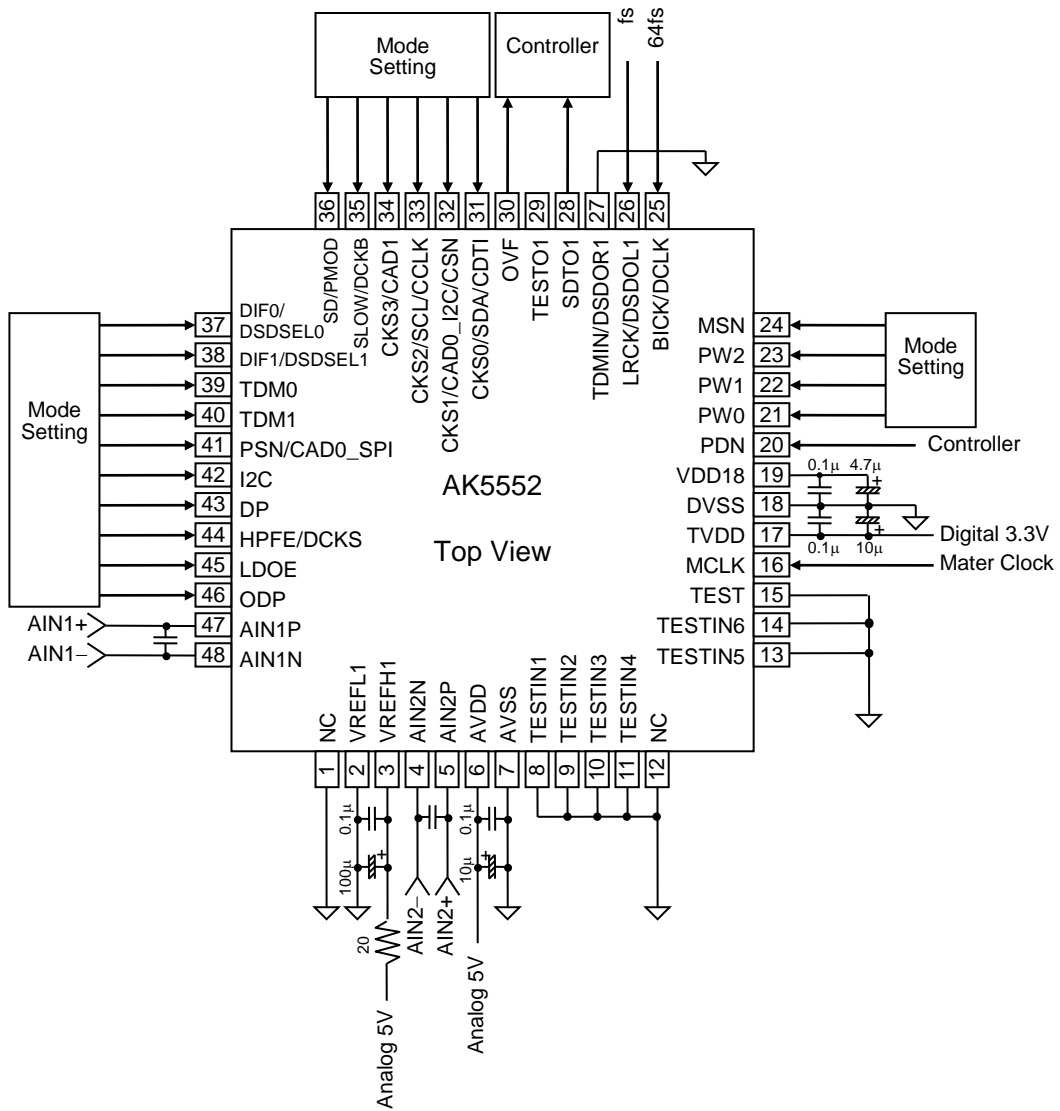 Mode
Setting
Controller
fs
64fs
36
35
34
33
32
31
30
29
28
27
26
25
SD/PMOD
SLOW/DCKB
CKS3/CAD1
CKS2/SCL/CCLK
CKS1/CAD0_I2C/CSN
CKS0/SDA/CDTI
OVF
TESTO1
SDTO1
TDMIN/DSDOR1
LRCK/DSDOL1
BICK/DCLK
Mode
Setting
37
DIF0/
DSDSEL0
38
DIF1/DSDSEL1
39
TDM0
40
TDM1
41
PSN/CAD0_SPI
42
I2C
43
DP
44
HPFE/DCKS
45
LDOE
46
ODP
AIN1+
47
AIN1P
AIN1−
48
AIN1N
AK5552
Top View
MSN
24
PW2
23
PW1
22
PW0
21
Mode
Setting
PDN
20
Controller
VDD18
19
0.1µ
4.7µ
+
DVSS
18
TVDD
17
0.1µ
10µ
+
Digital 3.3V
MCLK
16
Mater Clock
TEST
15
TESTIN6
14
TESTIN5
13
NC
VREFL1
VREFH1
AIN2N
AIN2P
AVDD
AVSS
TESTIN1
TESTIN2
TESTIN3
TESTIN4
NC
1
2
3
4
5
6
7
8
9
10
11
12
0.1µ
100µ
+
0.1µ
10µ
+
20
Analog 5V
AIN2−
AIN2+
Analog 5V